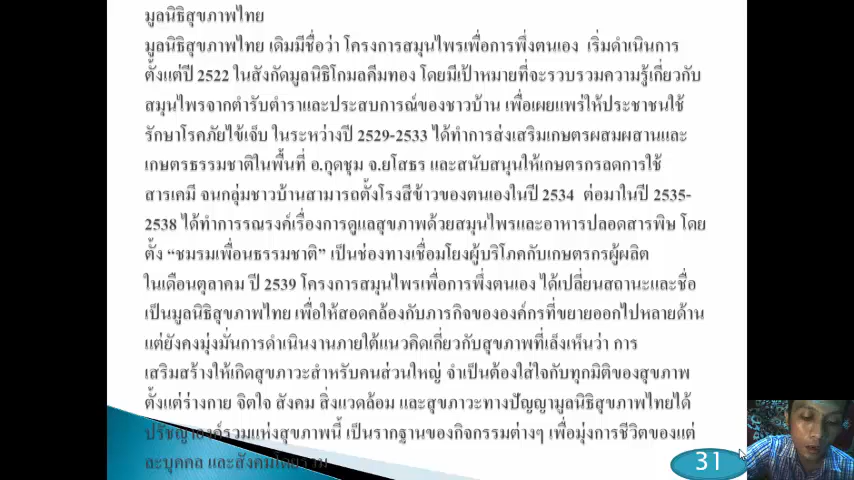 มูลนิธิสุขภาพไทย
มูลนิธิสุขภาพไทย เดิมมีชื่อว่า โครงการสมุนไพรเพื่อการพึ่งตนเอง เริ่มดำเนินการ
ตั้งแต่ปี 2522 ในสังกัดมูลนิธิโกมลคีมทอง โดยมีเป้าหมายที่จะรวบรวมความรู้เกี่ยวกับ
สมุนไพรจากตำรับตำราและประสบการณ์ของชาวบ้าน เพื่อเผยแพร่ให้ประชาชนใช้
รักษาโรคภัยไข้เจ็บ ในระหว่างปี 2529-2533 ได้ทำการส่งเสริมเกษตรผสมผสานและ
เกษตรธรรมชาติในพื้นที่ อ.กุดชุม จ.ยโสธร และสนับสนุนให้เกษตรกรลดการใช้
สารเคมี จนกลุ่มชาวบ้านสามารถตั้งโรงสีข้าวของตนเองในปี 2534 ต่อมาในปี 2535-
2538 ได้ทำการรณรงค์เรื่องการดูแลสุขภาพด้วยสมุนไพรและอาหารปลอดสารพิษ โดย
ตั้ง “ชมรมเพื่อนธรรมชาติ” เป็นช่องทางเชื่อมโยงผู้บริโภคกับเกษตรกรผู้ผลิต
ในเดือนตุลาคม ปี 2539 โครงการสมุนไพรเพื่อการพึ่งตนเอง ได้เปลี่ยนสถานะและชื่อ
เป็นมูลนิธิสุขภาพไทย เพื่อให้สอดคล้องกับภารกิจขององค์กรที่ขยายออกไปหลายด้าน
แต่ยังคงมุ่งมั่นการดำเนินงานภายใต้แนวคิดเกี่ยวกับสุขภาพที่เล็งเห็นว่า การ
เสริมสร้างให้เกิดสุขภาวะสำหรับคนส่วนใหญ่ จำเป็นต้องใส่ใจกับทุกมิติของสุขภาพ
ตั้งแต่ร่างกาย จิตใจ สังคม สิ่งแวดล้อม และสุขภาวะทางปัญญามูลนิธิสุขภาพไทยได้
ปรัชญาองค์รวมแห่งสุขภาพนี้ เป็นรากฐานของกิจกรรมต่างๆ เพื่อมุ่งการชีวิตของแต่
ละบุคคล และสังคมโดยรวม
31